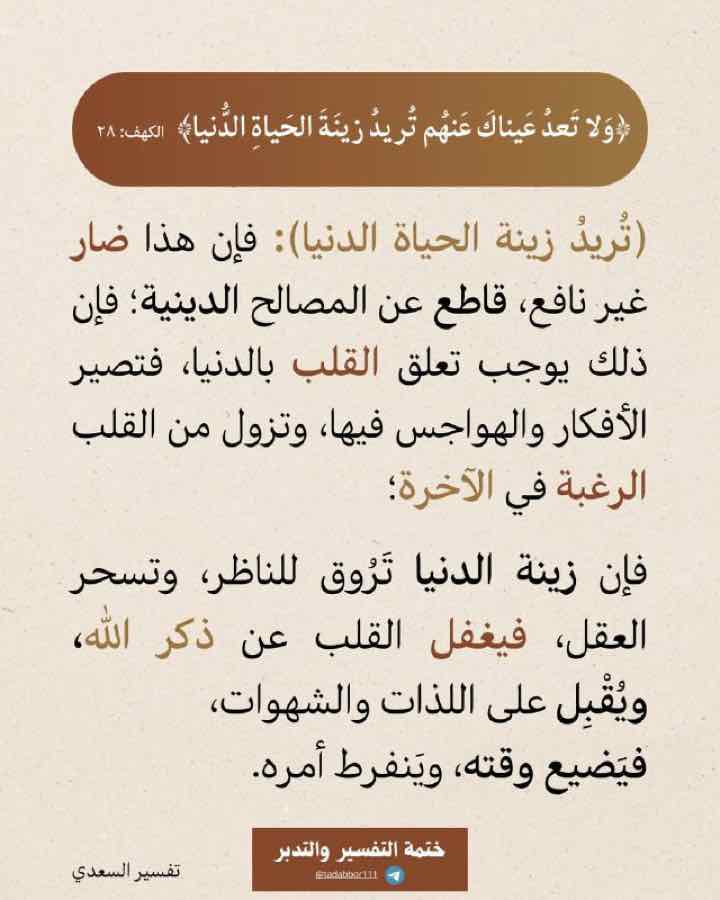 ﴿وَلا تَعدُ عَيناكَ عَنهُم تُريدُ زينَةَ الحَياةِ الدُّنيا﴾ الكهف: ٢٨
(تُريدُ زينة الحياة الدنيا): فإن هذا ضار
غير نافع، قاطع عن المصالح الدينية؛ فإن
ذلك يوجب تعلق القلب بالدنيا، فتصير
الأفكار والهواجس فيها، وتزول من القلب
الرغبة في الآخرة؛
فإن زينة الدنيا تَرُوق للناظر، وتسحر
العقل، فيغفل القلب عن ذكر الله،
ويُقْبِل على اللذات والشهوات،
فيَضيع وقته، ويَنفرط أمره.
ختمة التفسير والتدبر
@tadabbor111
تفسير السعدي